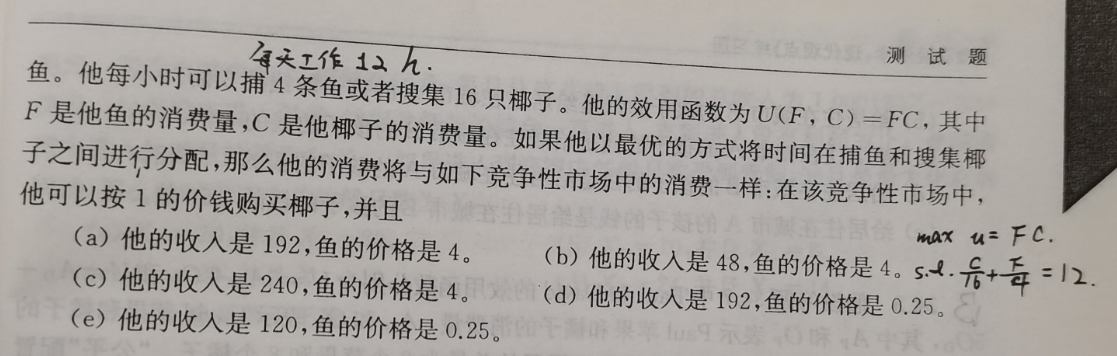 测 试 题
每天工作 12 h.
鱼。他每小时可以捕 4 条鱼或者搜集 16 只椰子。他的效用函数为 U(F, C)=FC, 其中
F 是他鱼的消费量,C 是他椰子的消费量。如果他以最优的方式将时间在捕鱼和搜集椰
子之间进行分配,那么他的消费将与如下竞争性市场中的消费一样:在该竞争性市场中,
他可以按 1 的价钱购买椰子,并且
(a) 他的收入是 192,鱼的价格是 4。 (b) 他的收入是 48,鱼的价格是 4。
(c) 他的收入是 240,鱼的价格是 4。 (d) 他的收入是 192,鱼的价格是 0.25。
(e) 他的收入是 120,鱼的价格是 0.25。
max u= FC.
s.t. C/16 + F/4 = 12.